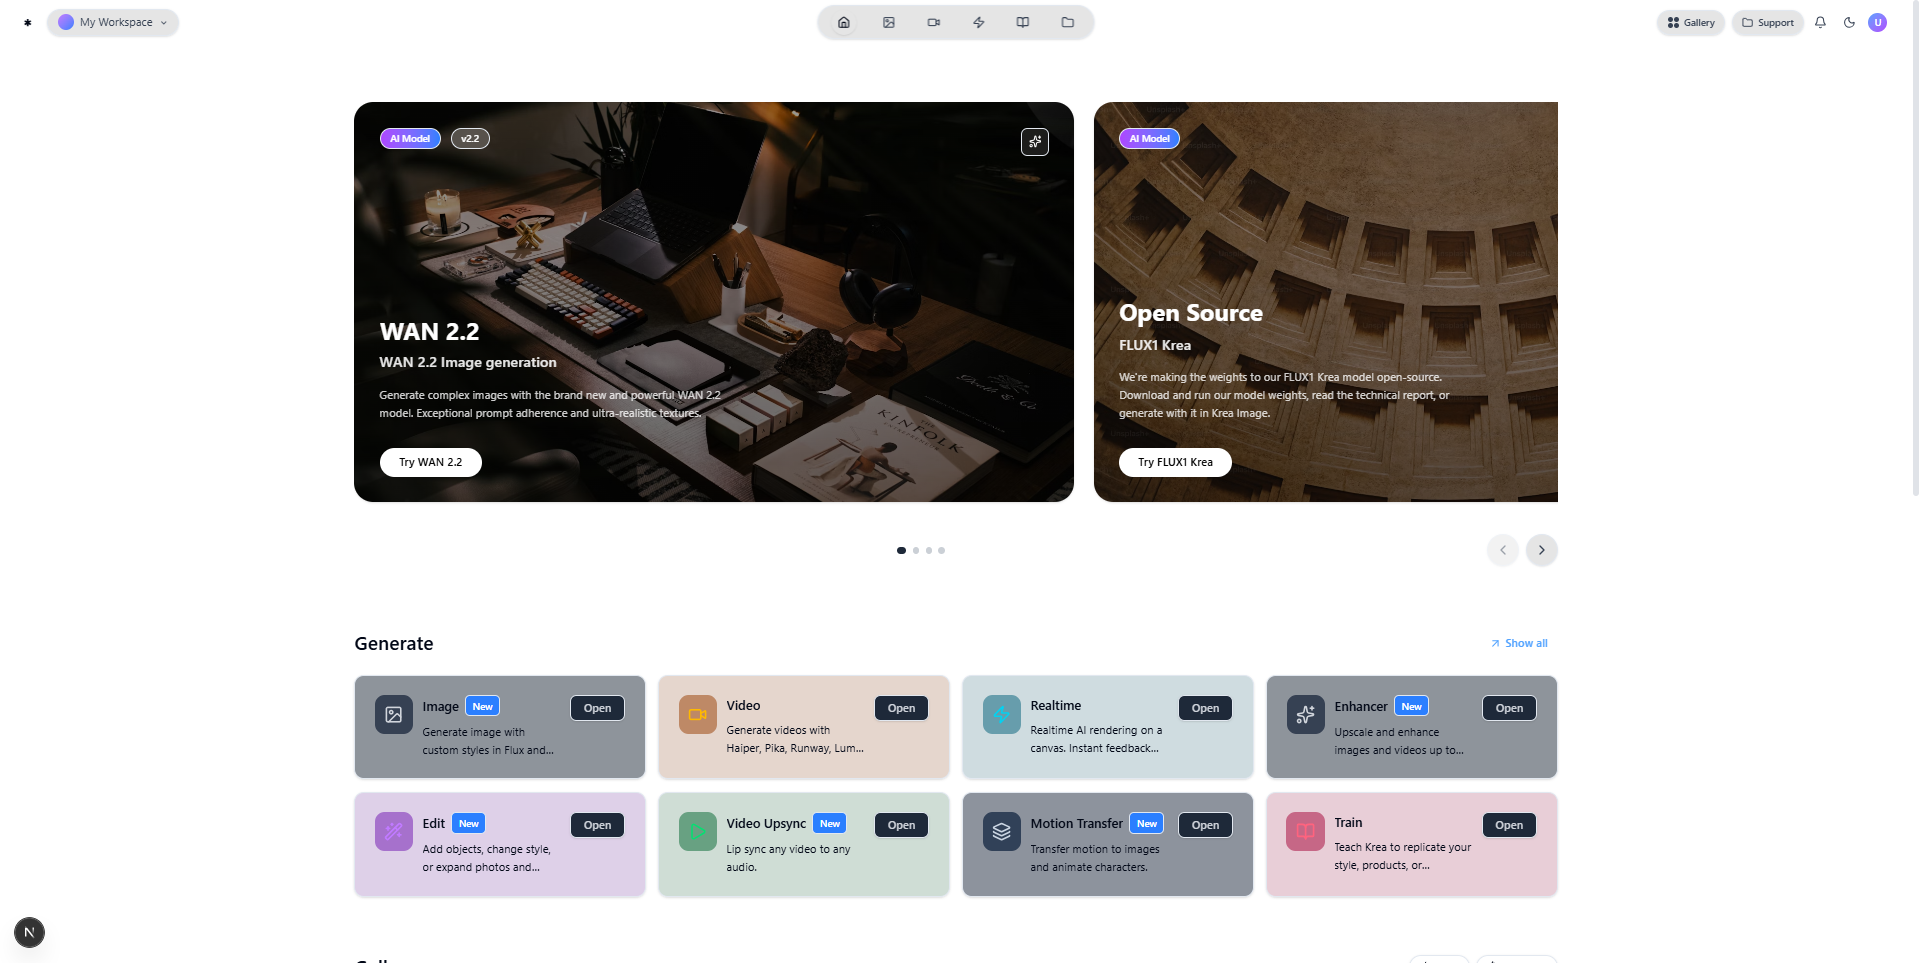 My Workspace
Gallery
Support
U
AI Model
v2.2
WAN 2.2
WAN 2.2 Image generation
Generate complex images with the brand new and powerful WAN 2.2
model. Exceptional prompt adherence and ultra-realistic textures.
Try WAN 2.2
KINFOLK
AI Model
Open Source
FLUX1 Krea
We're making the weights to our FLUX1 Krea model open-source.
Download and run our model weights, read the technical report, or
generate with it in Krea Image.
Try FLUX1 Krea
Generate
Show all
Image
New
Open
Generate image with
custom styles in Flux and...
Video
Open
Generate videos with
Haiper, Pika, Runway, Lum...
Realtime
Open
Realtime AI rendering on a
canvas. Instant feedback...
Enhancer
New
Open
Upscale and enhance
images and videos up to...
Edit
New
Open
Add objects, change style,
or expand photos and...
Video Upsync
New
Open
Lip sync any video to any
audio.
Motion Transfer
New
Open
Transfer motion to images
and animate characters.
Train
Open
Teach Krea to replicate your
style, products, or...
N